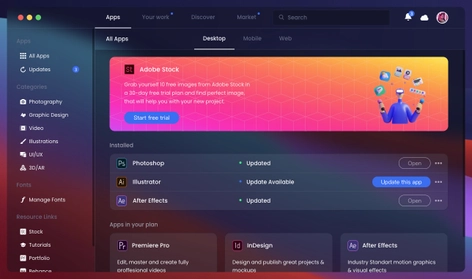 Apps
Your work
Discover
Market
Search
Apps
All Apps
Updates
Categories
Photography
Graphic Design
Video
Illustrations
UI/UX
3D/AR
Fonts
Manage Fonts
Resource Links
Stock
Tutorials
Portfolio
Behance
All Apps
Desktop
Mobile
Web
St
Adobe Stock
Grab yourself 10 free images from Adobe Stock in
a 30-day free trial plan and find perfect image,
that will help you with your new project.
Start free trial
Installed
Ps
Photoshop
Updated
Open
Ai
Illustrator
Update Available
Update this app
Ae
After Effects
Updated
Open
Apps in your plan
Pr
Premiere Pro
Edit, master and create fully
proffesional videos
Id
InDesign
Design and publish great projects &
mockups
Ae
After Effects
Industry Standart motion graphics
& visual effects